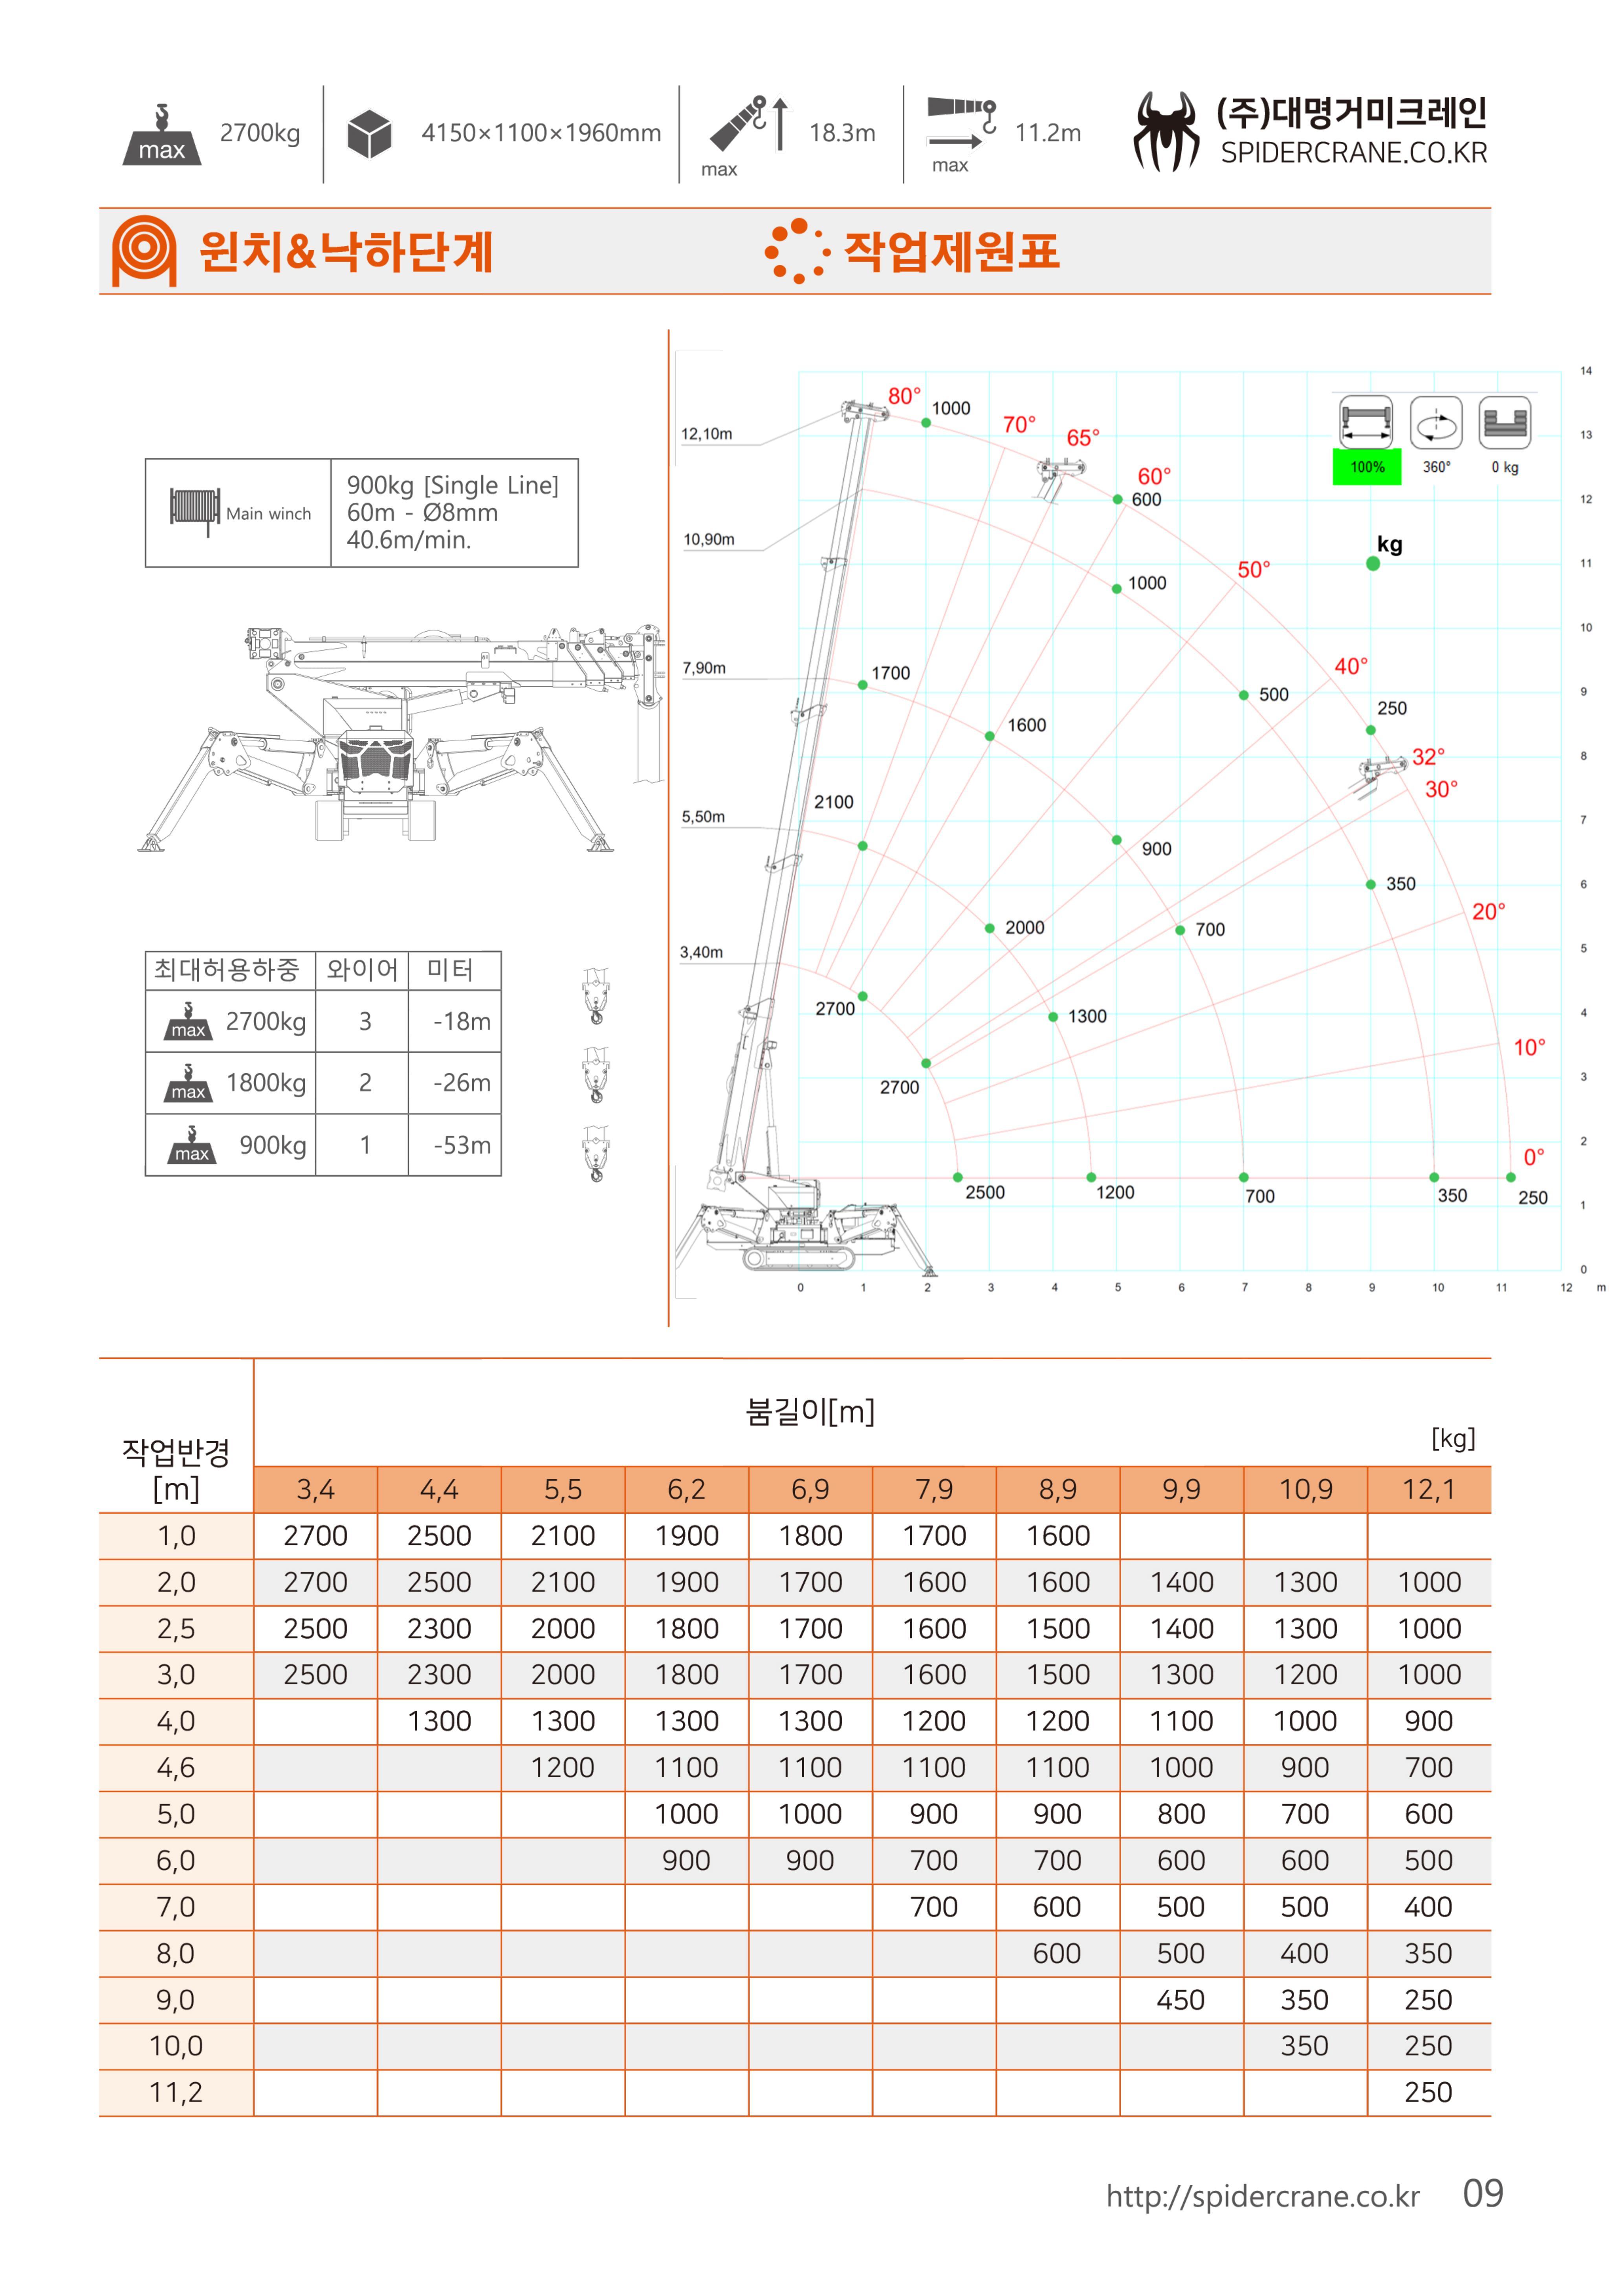 max 2700kg
4150×1100×1960mm
max 18.3m
max 11.2m
(주)대명거미크레인
SPIDERCRANE.CO.KR
윈치&낙하단계
작업제원표
Main winch
900kg [Single Line]
60m - Ø8mm
40.6m/min.
최대허용하중 와이어 미터
max 2700kg 3 -18m
max 1800kg 2 -26m
max 900kg 1 -53m
14
13
12
11
10
9
8
7
6
5
4
3
2
1
0
12,10m
10,90m
7,90m
5,50m
3,40m
80°
70°
65°
60°
50°
40°
32°
30°
20°
10°
0°
100% 360° 0 kg
kg
1000
600
1000
1700
1600
500
250
2100
900
350
2000
700
2700
1300
2700
2500 1200 700 350 250
0 1 2 3 4 5 6 7 8 9 10 11 12 m
작업반경
[m]
붐길이[m]
[kg]
3,4 4,4 5,5 6,2 6,9 7,9 8,9 9,9 10,9 12,1
1,0 2700 2500 2100 1900 1800 1700 1600
2,0 2700 2500 2100 1900 1700 1600 1600 1400 1300 1000
2,5 2500 2300 2000 1800 1700 1600 1500 1400 1300 1000
3,0 2500 2300 2000 1800 1700 1600 1500 1300 1200 1000
4,0 1300 1300 1300 1300 1200 1200 1100 1000 900
4,6 1200 1100 1100 1100 1100 1000 900 700
5,0 1000 1000 900 900 800 700 600
6,0 900 900 700 700 600 600 500
7,0 700 600 500 500 400
8,0 600 500 400 350
9,0 450 350 250
10,0 350 250
11,2 250
http://spidercrane.co.kr 09